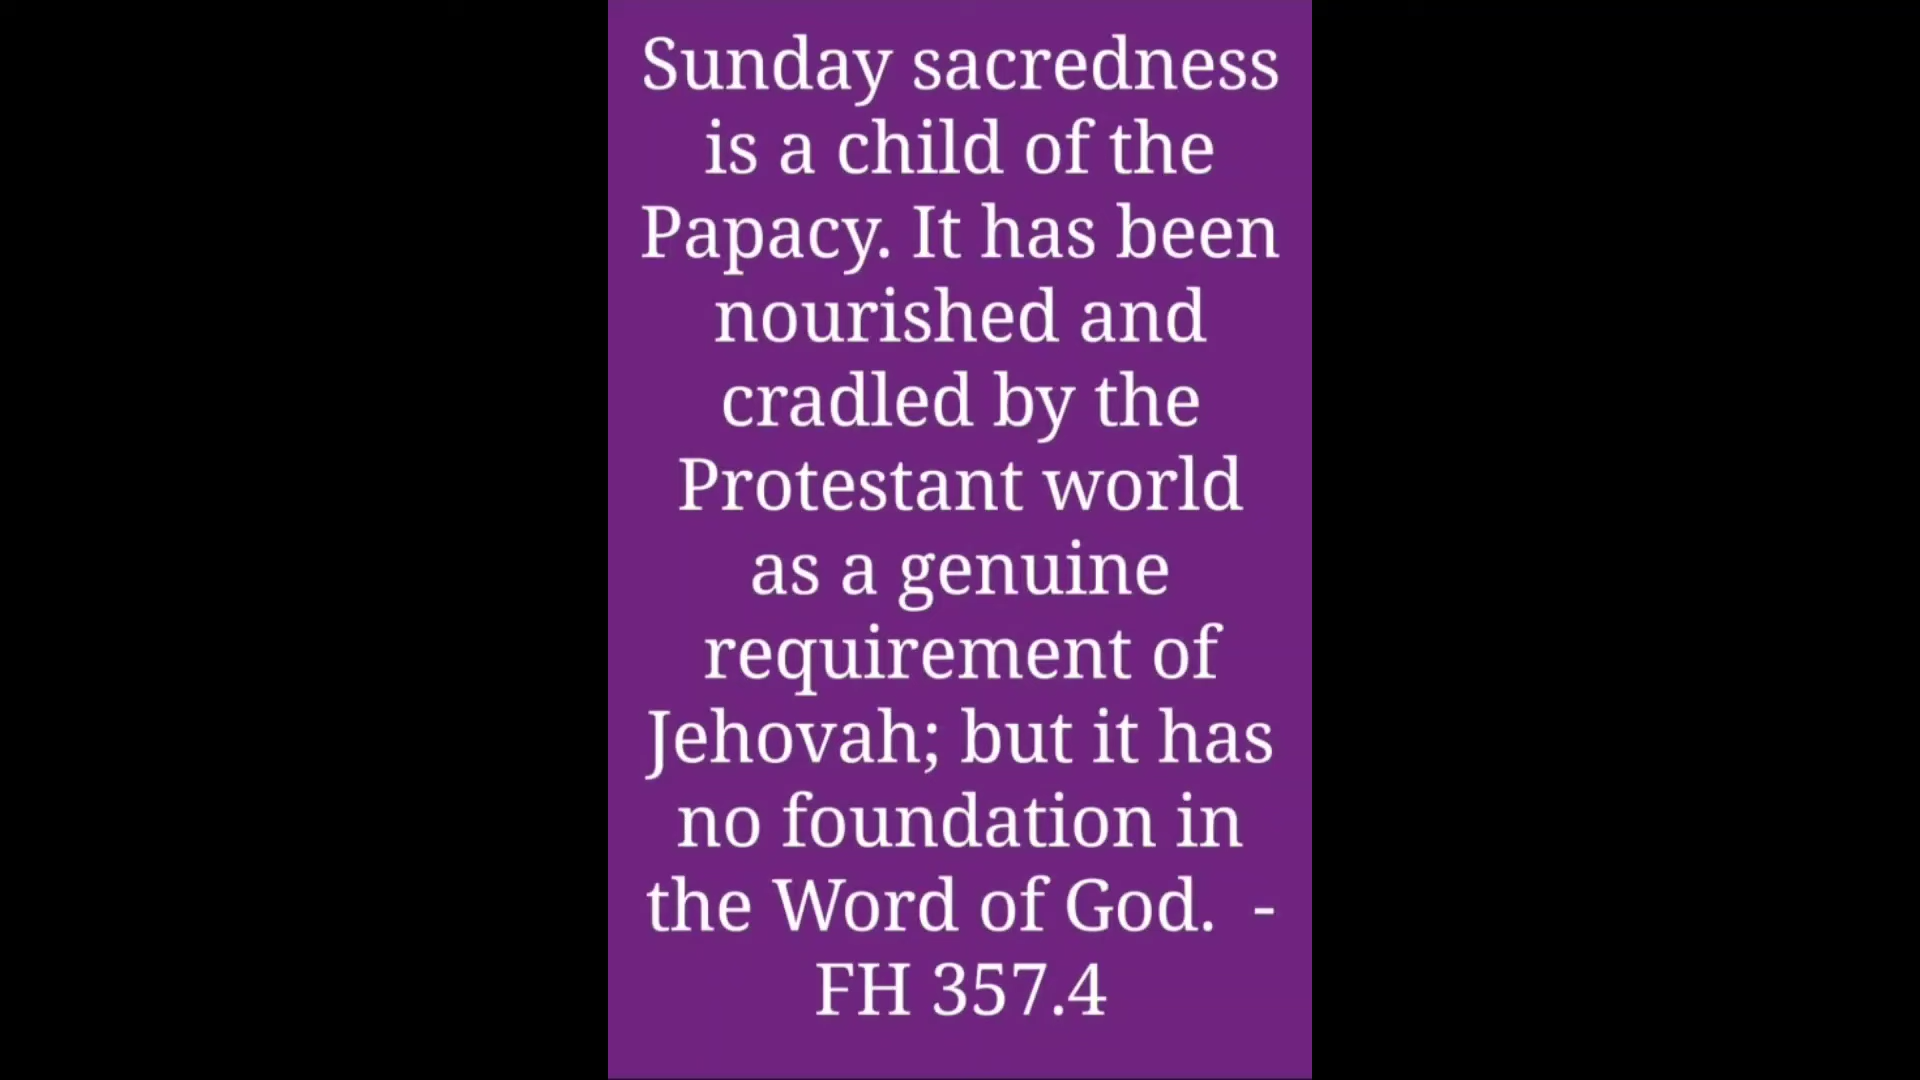 Sunday sacredness
is a child of the
Papacy. It has been
nourished and
cradled by the
Protestant world
as a genuine
requirement of
Jehovah; but it has
no foundation in
the Word of God.  -
FH 357.4